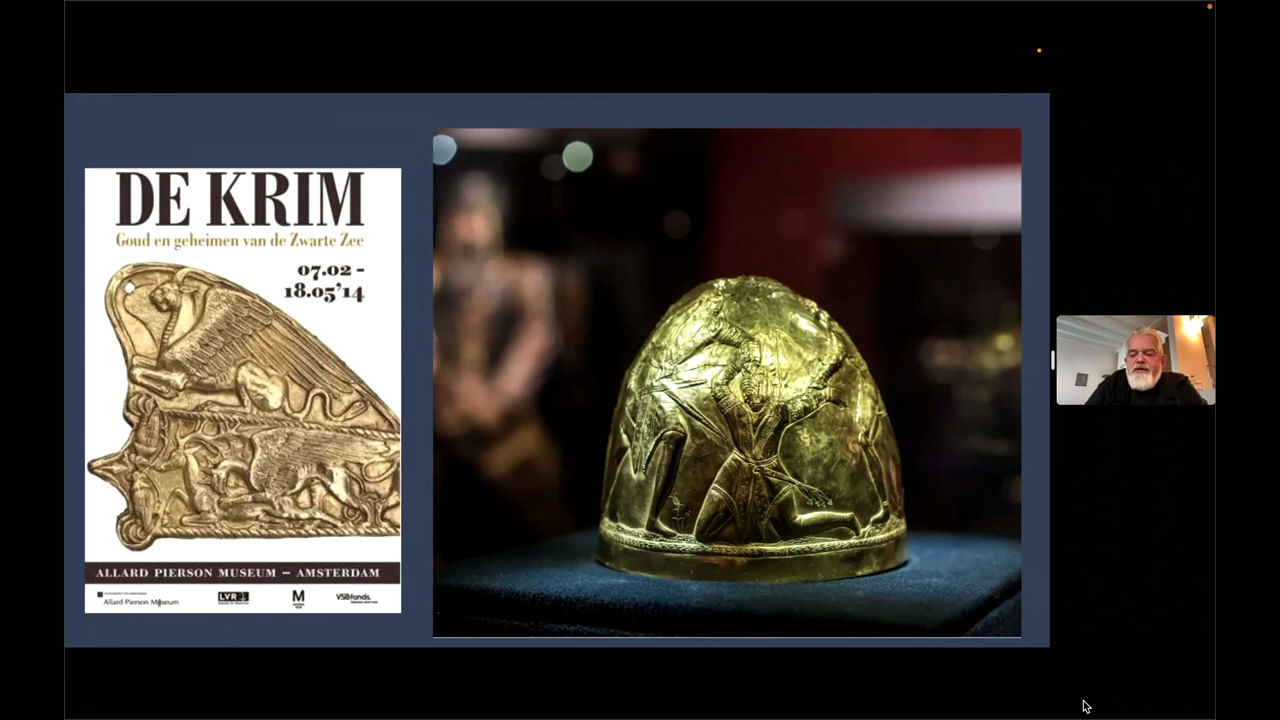 DE KRIM
Goud en geheimen van de Zwarte Zee
07.02 –
18.05'14
ALLARD PIERSON MUSEUM – AMSTERDAM
Allard Pierson Museum
LVR
M
VSBfonds.